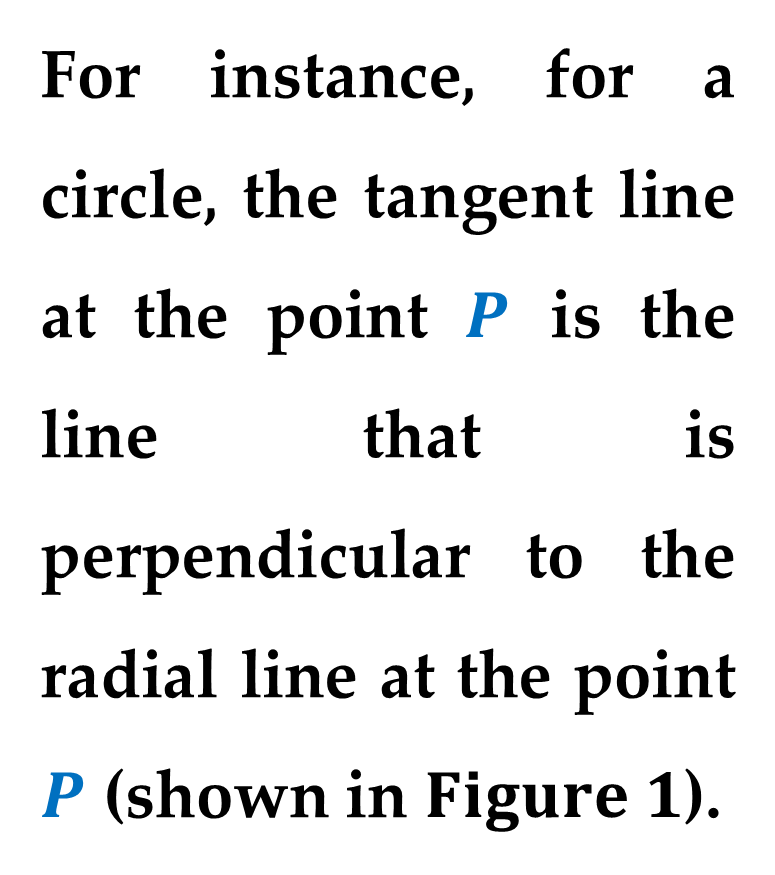 For instance, for a
circle, the tangent line
at the point P is the
line that is
perpendicular to the
radial line at the point
P (shown in Figure 1).